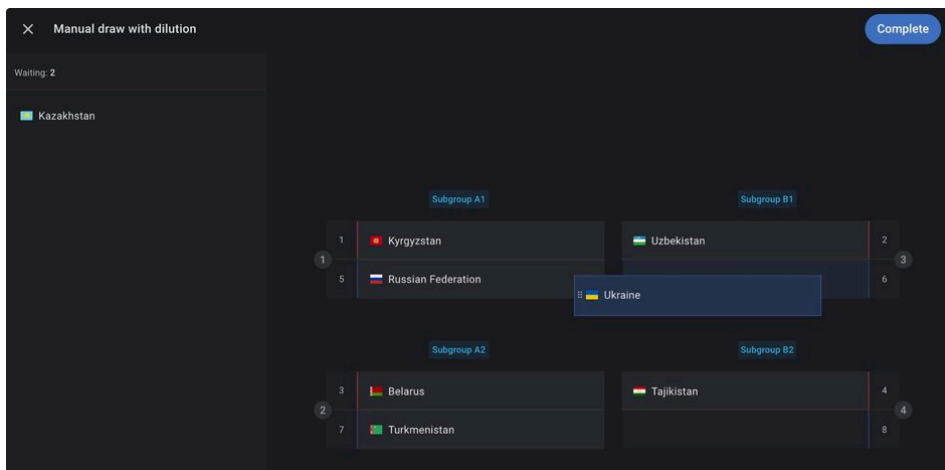 Manual draw with dilution
Complete
Waiting: 2
Kazakhstan
Subgroup A1
Subgroup B1
1 Kyrgyzstan
Uzbekistan 2
1
3
5 Russian Federation
6
Ukraine
Subgroup A2
Subgroup B2
3 Belarus
Tajikistan 4
2
4
7 Turkmenistan
8